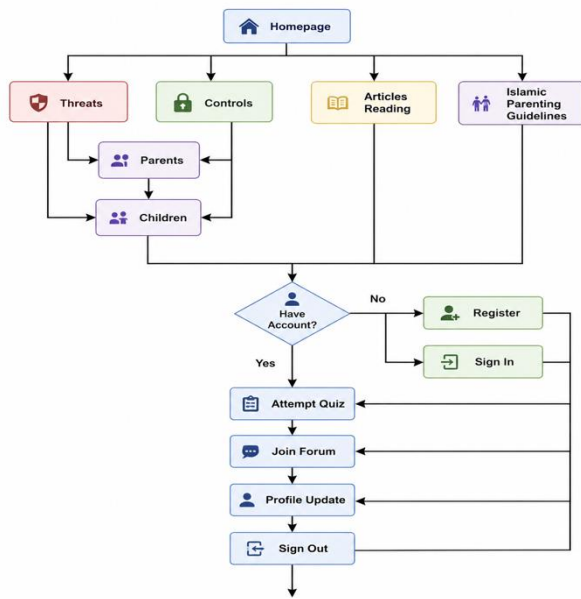 Homepage
Threats
Controls
Articles
Reading
Islamic
Parenting
Guidelines
Parents
Children
Have
Account?
No
Register
Sign In
Yes
Attempt Quiz
Join Forum
Profile Update
Sign Out